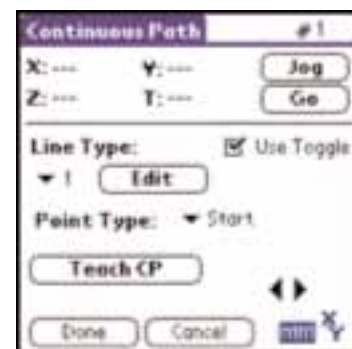 Continuous Path #1
X: --- Y: --- Jog
Z: --- T: --- Go
Line Type: Use Toggle
1 Edit
Point Type: Start
Teach CP
Done Cancel X Y